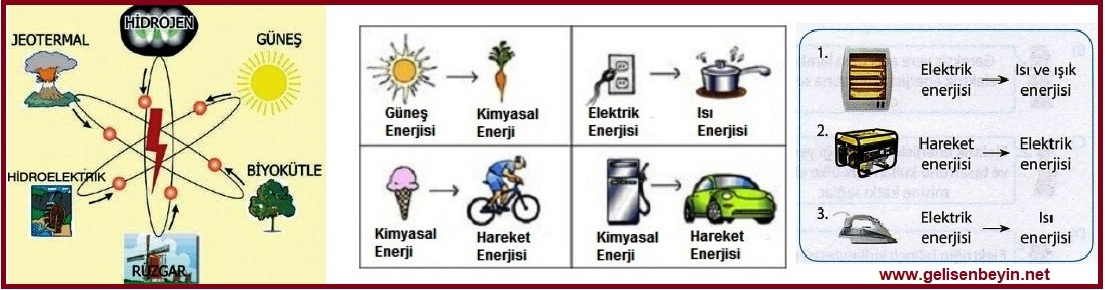 HİDROJEN
JEOTERMAL
GÜNEŞ
HİDROELEKTRİK
BİYOKÜTLE
RÜZGAR
Güneş
Enerjisi
Kimyasal
Enerji
Elektrik
Enerjisi
Isı
Enerjisi
Kimyasal
Enerji
Hareket
Enerjisi
Kimyasal
Enerji
Hareket
Enerjisi
1.
Elektrik
enerjisi
Isı ve ışık
enerjisi
2.
Hareket
enerjisi
Elektrik
enerjisi
3.
Elektrik
enerjisi
Isı
enerjisi
www.gelisenbeyin.net